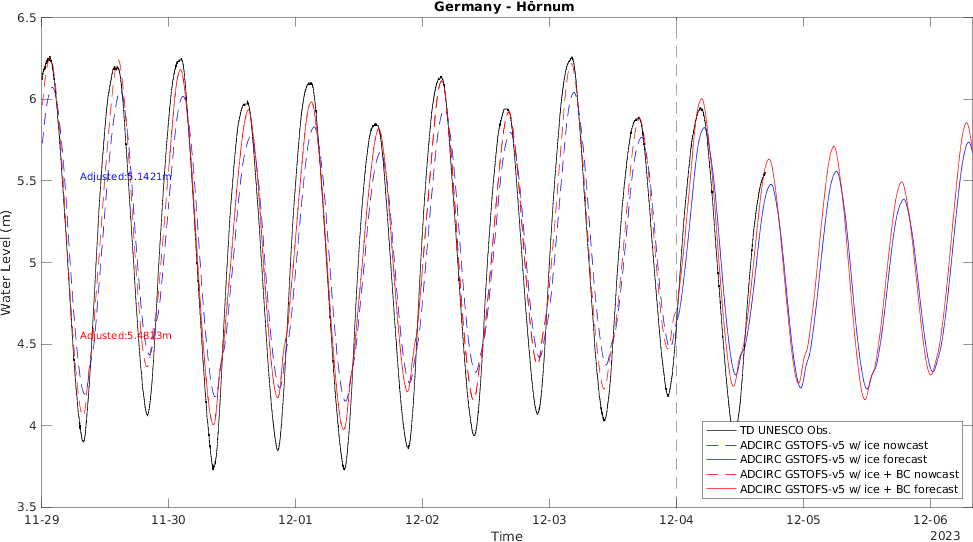 Germany - Hörnum
6.5
6
5.5
5
4.5
4
3.5
Water Level (m)
Adjusted:5.1421m
Adjusted:5.4823m
TD UNESCO Obs.
ADCIRC GSTOFS-v5 w/ ice nowcast
ADCIRC GSTOFS-v5 w/ ice forecast
ADCIRC GSTOFS-v5 w/ ice + BC nowcast
ADCIRC GSTOFS-v5 w/ ice + BC forecast
11-29 11-30 12-01 12-02 12-03 12-04 12-05 12-06
Time
2023